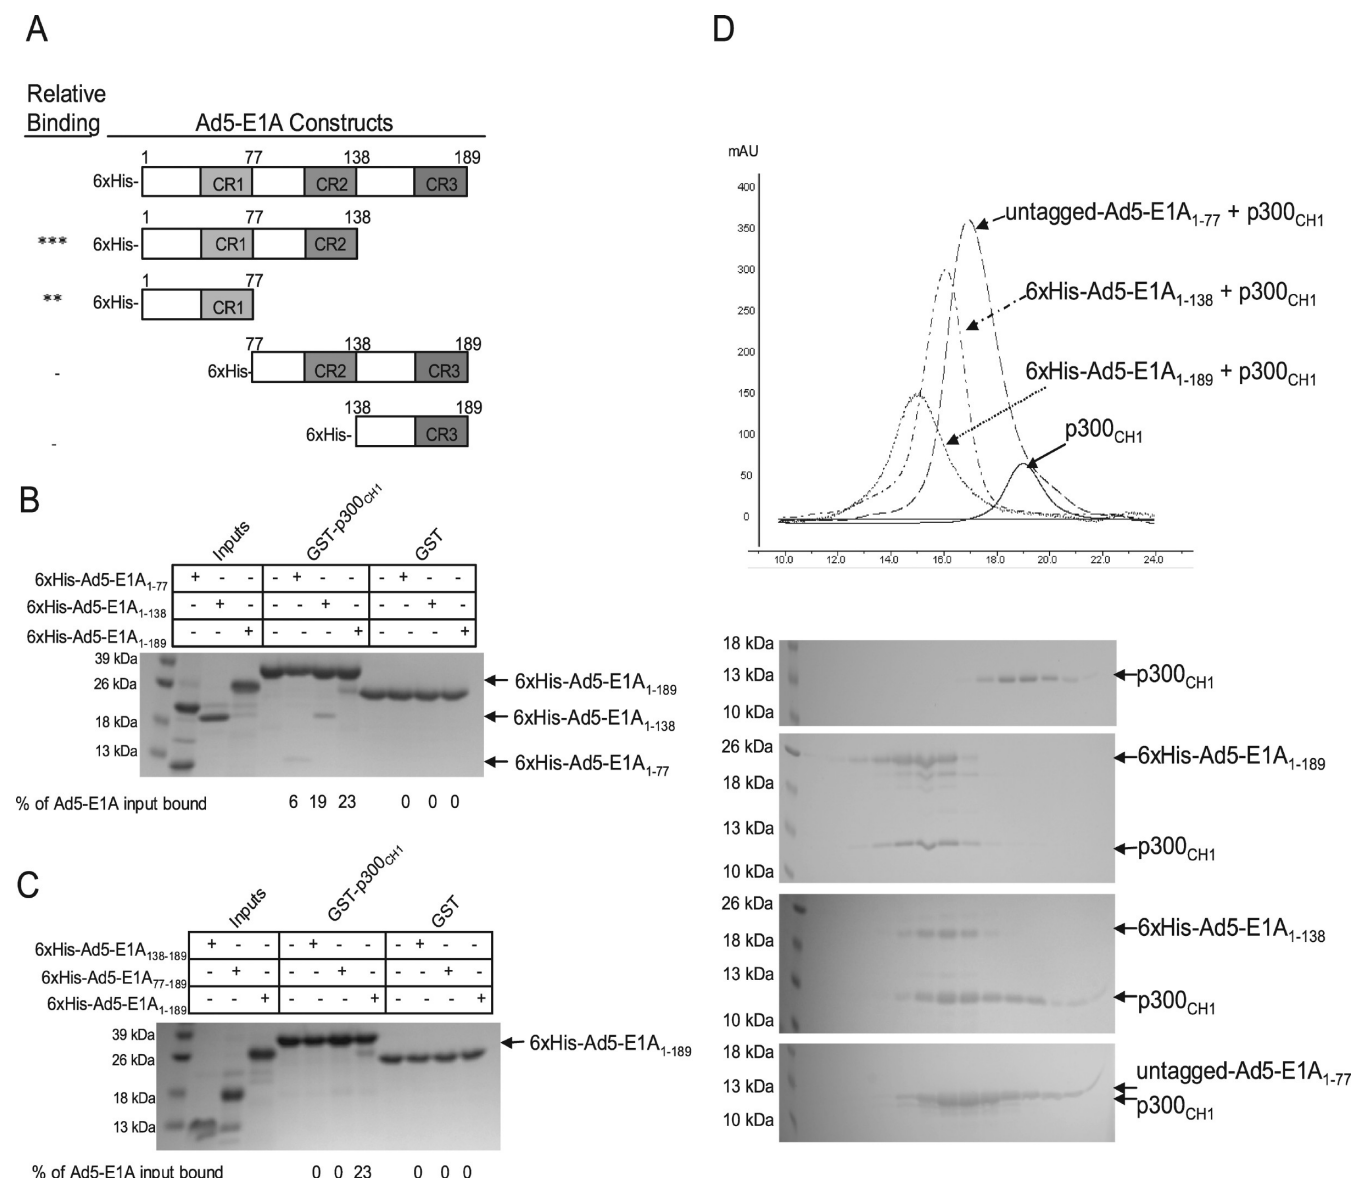 A
Relative
Binding
Ad5-E1A Constructs
1 77 138 189
6xHis- CR1 CR2 CR3
1 77 138
*** 6xHis- CR1 CR2
1 77
** 6xHis- CR1
77 138 189
- 6xHis- CR2 CR3
138 189
- 6xHis- CR3
B
Inputs GST-p300CH1 GST
6xHis-Ad5-E1A1-77 + - - - + - - - + - -
6xHis-Ad5-E1A1-138 - + - - - + - - - + -
6xHis-Ad5-E1A1-189 - - + - - - + - - - +
39 kDa
26 kDa
18 kDa
13 kDa
6xHis-Ad5-E1A1-189
6xHis-Ad5-E1A1-138
6xHis-Ad5-E1A1-77
% of Ad5-E1A input bound 6 19 23 0 0 0
C
Inputs GST-p300CH1 GST
6xHis-Ad5-E1A138-189 + - - - + - - - + - -
6xHis-Ad5-E1A77-189 - + - - - + - - - + -
6xHis-Ad5-E1A1-189 - - + - - - + - - - +
39 kDa
26 kDa
18 kDa
13 kDa
6xHis-Ad5-E1A1-189
% of Ad5-E1A input bound 0 0 23 0 0 0
D
mAU
400
350
300
250
200
150
100
50
0
10.0 12.0 14.0 16.0 18.0 20.0 22.0 24.0
untagged-Ad5-E1A1-77 + p300CH1
6xHis-Ad5-E1A1-138 + p300CH1
6xHis-Ad5-E1A1-189 + p300CH1
p300CH1
18 kDa
13 kDa
10 kDa
p300CH1
26 kDa
18 kDa
13 kDa
10 kDa
6xHis-Ad5-E1A1-189
p300CH1
26 kDa
18 kDa
13 kDa
10 kDa
6xHis-Ad5-E1A1-138
p300CH1
18 kDa
13 kDa
10 kDa
untagged-Ad5-E1A1-77
p300CH1